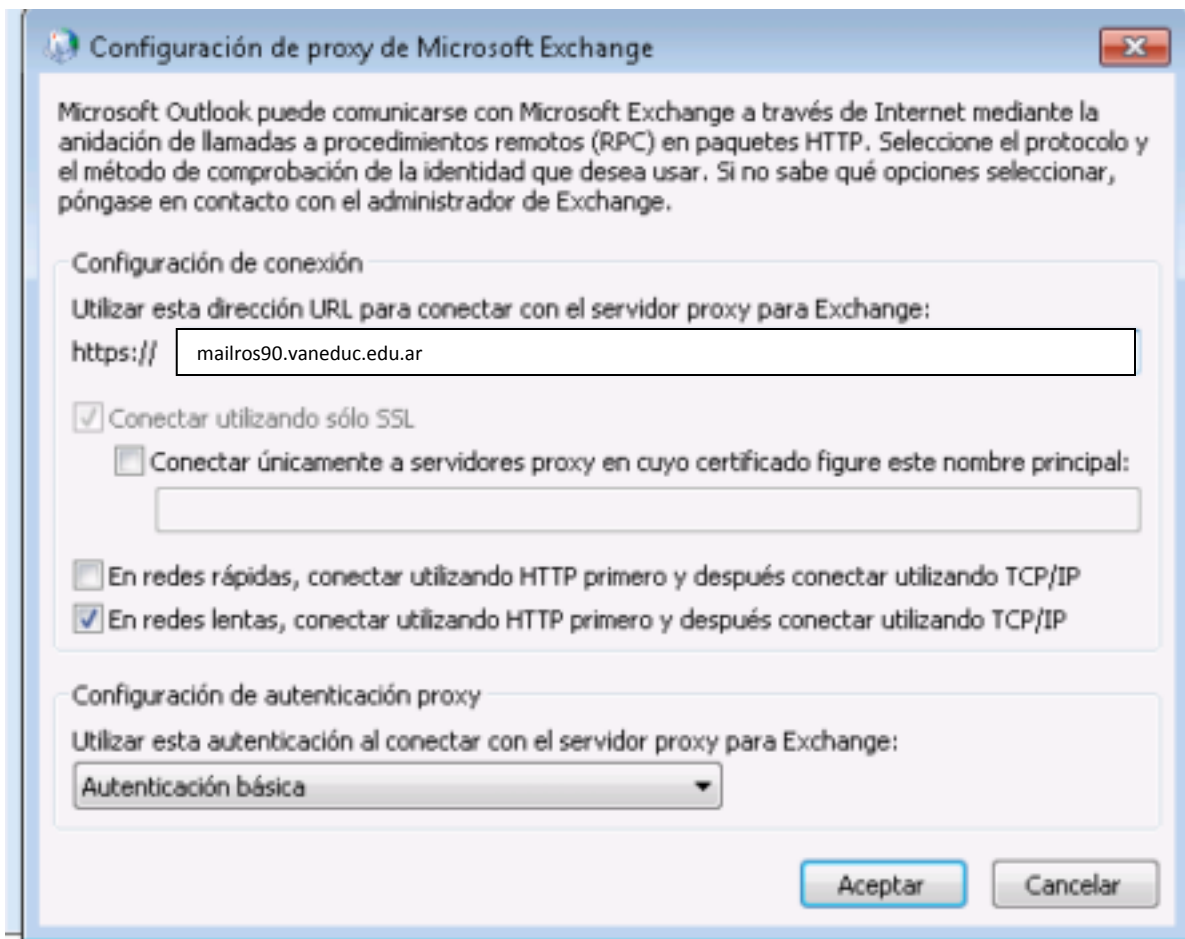 Configuración de proxy de Microsoft Exchange
Microsoft Outlook puede comunicarse con Microsoft Exchange a través de Internet mediante la
anidación de llamadas a procedimientos remotos (RPC) en paquetes HTTP. Seleccione el protocolo y
el método de comprobación de la identidad que desea usar. Si no sabe qué opciones seleccionar,
póngase en contacto con el administrador de Exchange.
Configuración de conexión
Utilizar esta dirección URL para conectar con el servidor proxy para Exchange:
https:// mailros90.vaneduc.edu.ar
Conectar utilizando sólo SSL
Conectar únicamente a servidores proxy en cuyo certificado figure este nombre principal:
En redes rápidas, conectar utilizando HTTP primero y después conectar utilizando TCP/IP
En redes lentas, conectar utilizando HTTP primero y después conectar utilizando TCP/IP
Configuración de autenticación proxy
Utilizar esta autenticación al conectar con el servidor proxy para Exchange:
Autenticación básica
Aceptar Cancelar